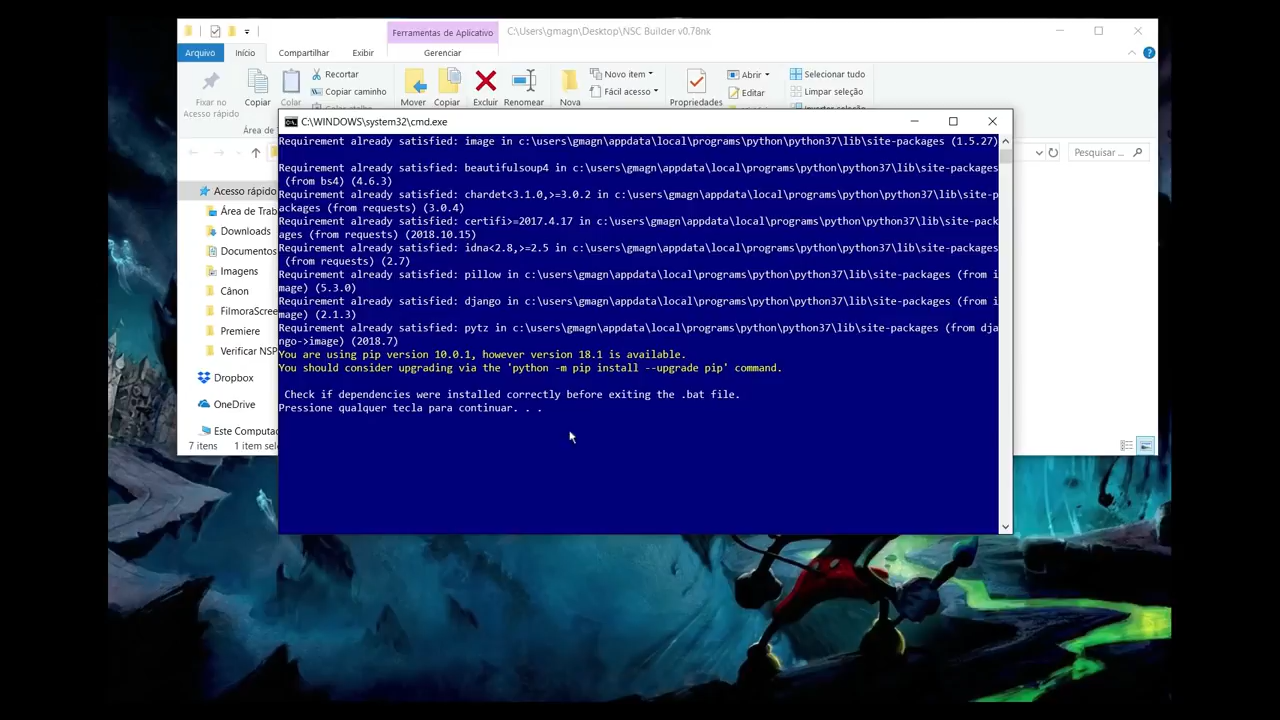 Ferramentas de Aplicativo
C:\Users\gmagn\Desktop\NSC Builder v0.78nk
Arquivo
Início
Compartilhar
Exibir
Gerenciar
Fixar no
Acesso rápido
Copiar
Colar
Recortar
Copiar caminho
Área de
Mover
Copiar
Excluir
Renomear
Nova
Novo item
Fácil acesso
Propriedades
Abrir
Editar
Selecionar tudo
Limpar seleção
Pesquisar ...
C:\WINDOWS\system32\cmd.exe
Requirement already satisfied: image in c:\users\gmagn\appdata\local\programs\python\python37\lib\site-packages (1.5.27)
Requirement already satisfied: beautifulsoup4 in c:\users\gmagn\appdata\local\programs\python\python37\lib\site-packages
(from bs4) (4.6.3)
Requirement already satisfied: chardet<3.1.0,>=3.0.2 in c:\users\gmagn\appdata\local\programs\python\python37\lib\site-p
ackages (from requests) (3.0.4)
Requirement already satisfied: certifi>=2017.4.17 in c:\users\gmagn\appdata\local\programs\python\python37\lib\site-pack
ages (from requests) (2018.10.15)
Requirement already satisfied: idna<2.8,>=2.5 in c:\users\gmagn\appdata\local\programs\python\python37\lib\site-packages
(from requests) (2.7)
Requirement already satisfied: pillow in c:\users\gmagn\appdata\local\programs\python\python37\lib\site-packages (from i
mage) (5.3.0)
Requirement already satisfied: django in c:\users\gmagn\appdata\local\programs\python\python37\lib\site-packages (from i
mage) (2.1.3)
Requirement already satisfied: pytz in c:\users\gmagn\appdata\local\programs\python\python37\lib\site-packages (from dja
ngo->image) (2018.7)
You are using pip version 10.0.1, however version 18.1 is available.
You should consider upgrading via the 'python -m pip install --upgrade pip' command.
Check if dependencies were installed correctly before exiting the .bat file.
Pressione qualquer tecla para continuar. . .
Acesso rápido
Área de Trab
Downloads
Documentos
Imagens
Cânon
FilmoraScree
Premiere
Verificar NSP
Dropbox
OneDrive
Este Computad
7 itens
1 item sele